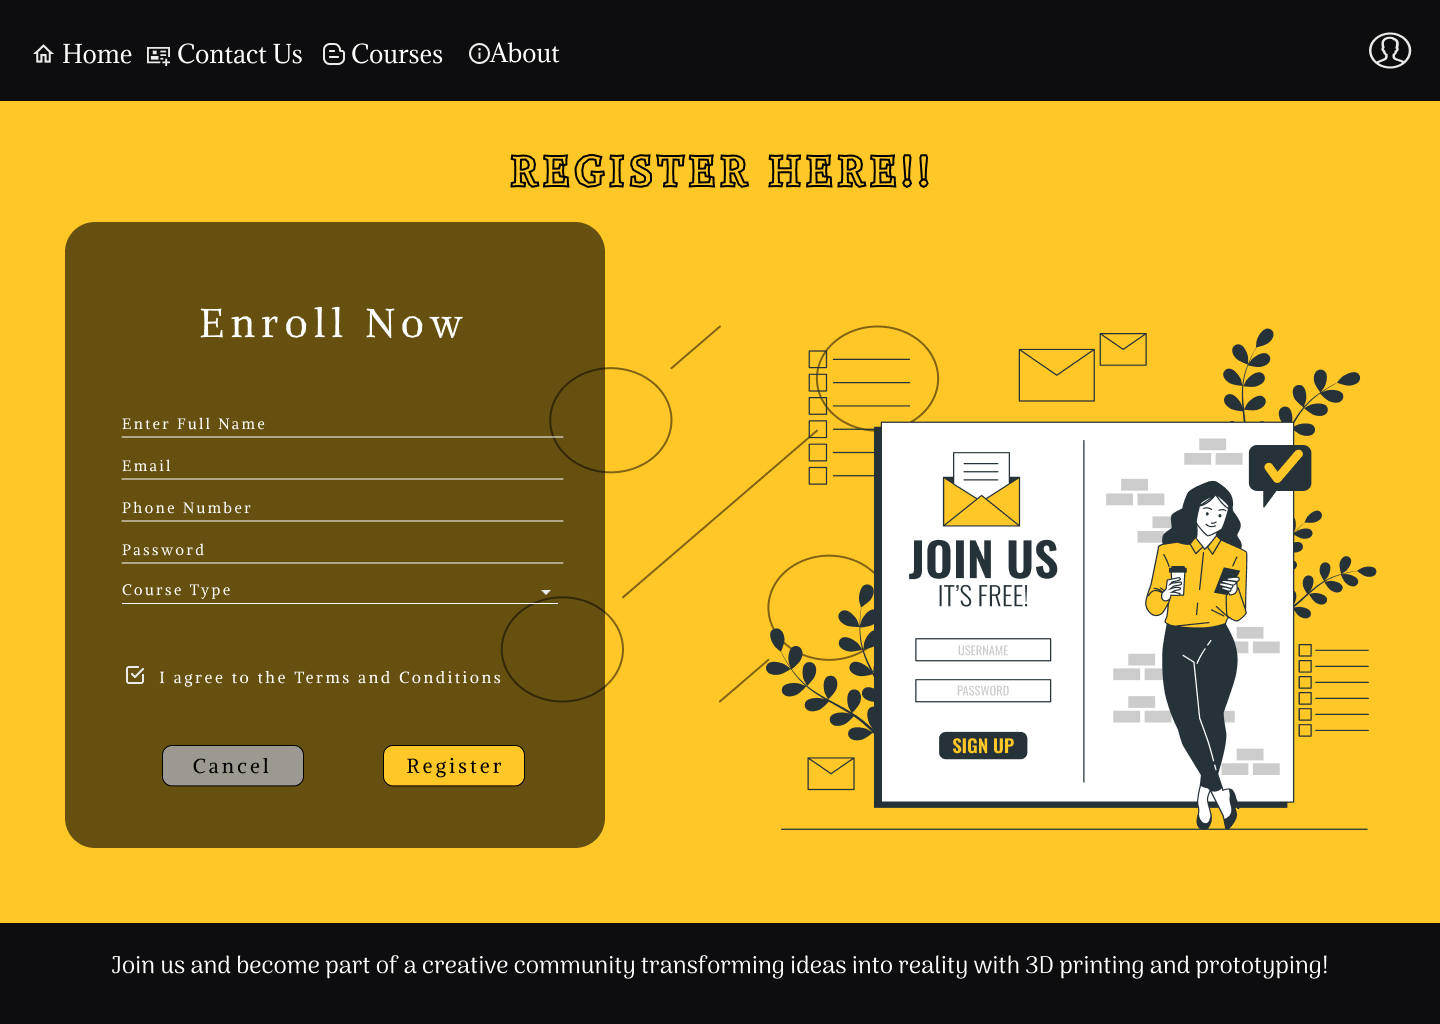 Home Contact Us Courses About
REGISTER HERE!!
Enroll Now
Enter Full Name
Email
Phone Number
Password
Course Type
I agree to the Terms and Conditions
Cancel Register
JOIN US
IT'S FREE!
USERNAME
PASSWORD
SIGN UP
Join us and become part of a creative community transforming ideas into reality with 3D printing and prototyping!